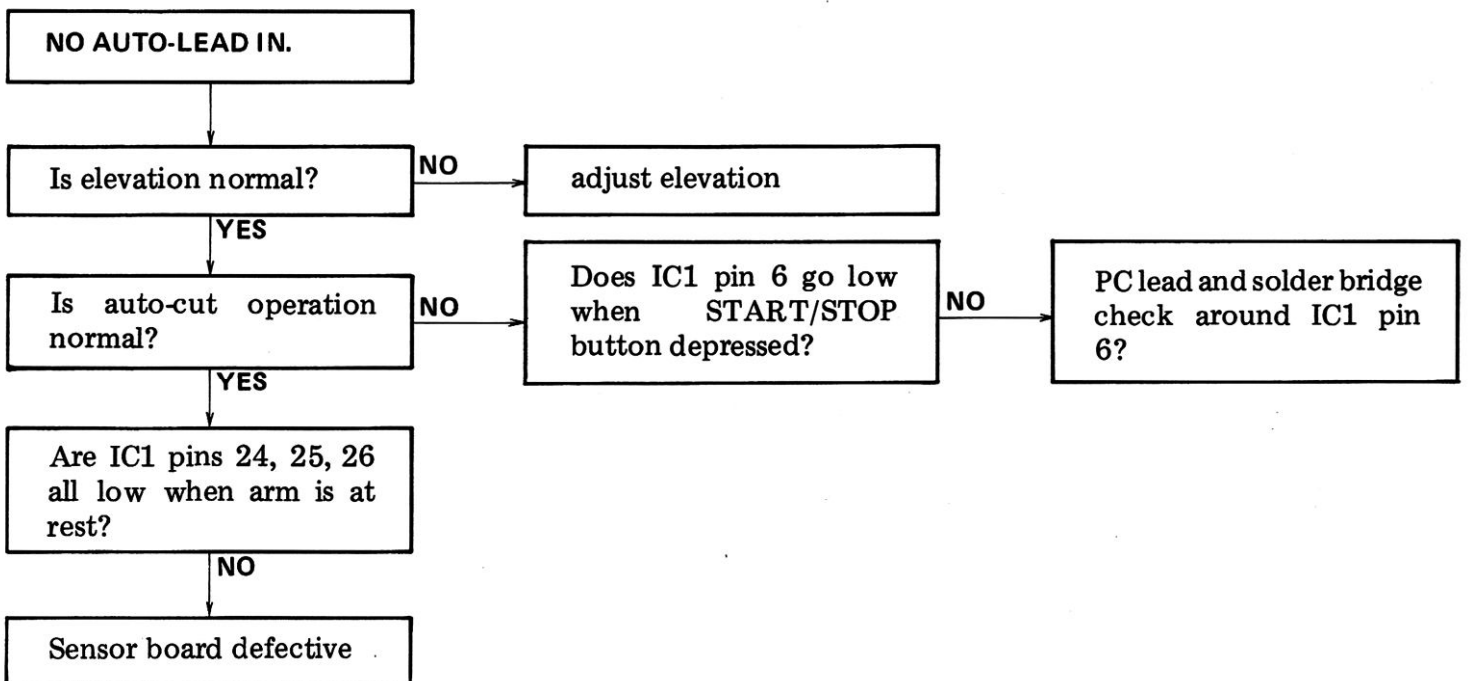 NO AUTO-LEAD IN.
Is elevation normal?
NO
adjust elevation
YES
Is auto-cut operation
normal?
NO
Does IC1 pin 6 go low
when START/STOP
button depressed?
NO
PC lead and solder bridge
check around IC1 pin
6?
YES
Are IC1 pins 24, 25, 26
all low when arm is at
rest?
NO
Sensor board defective